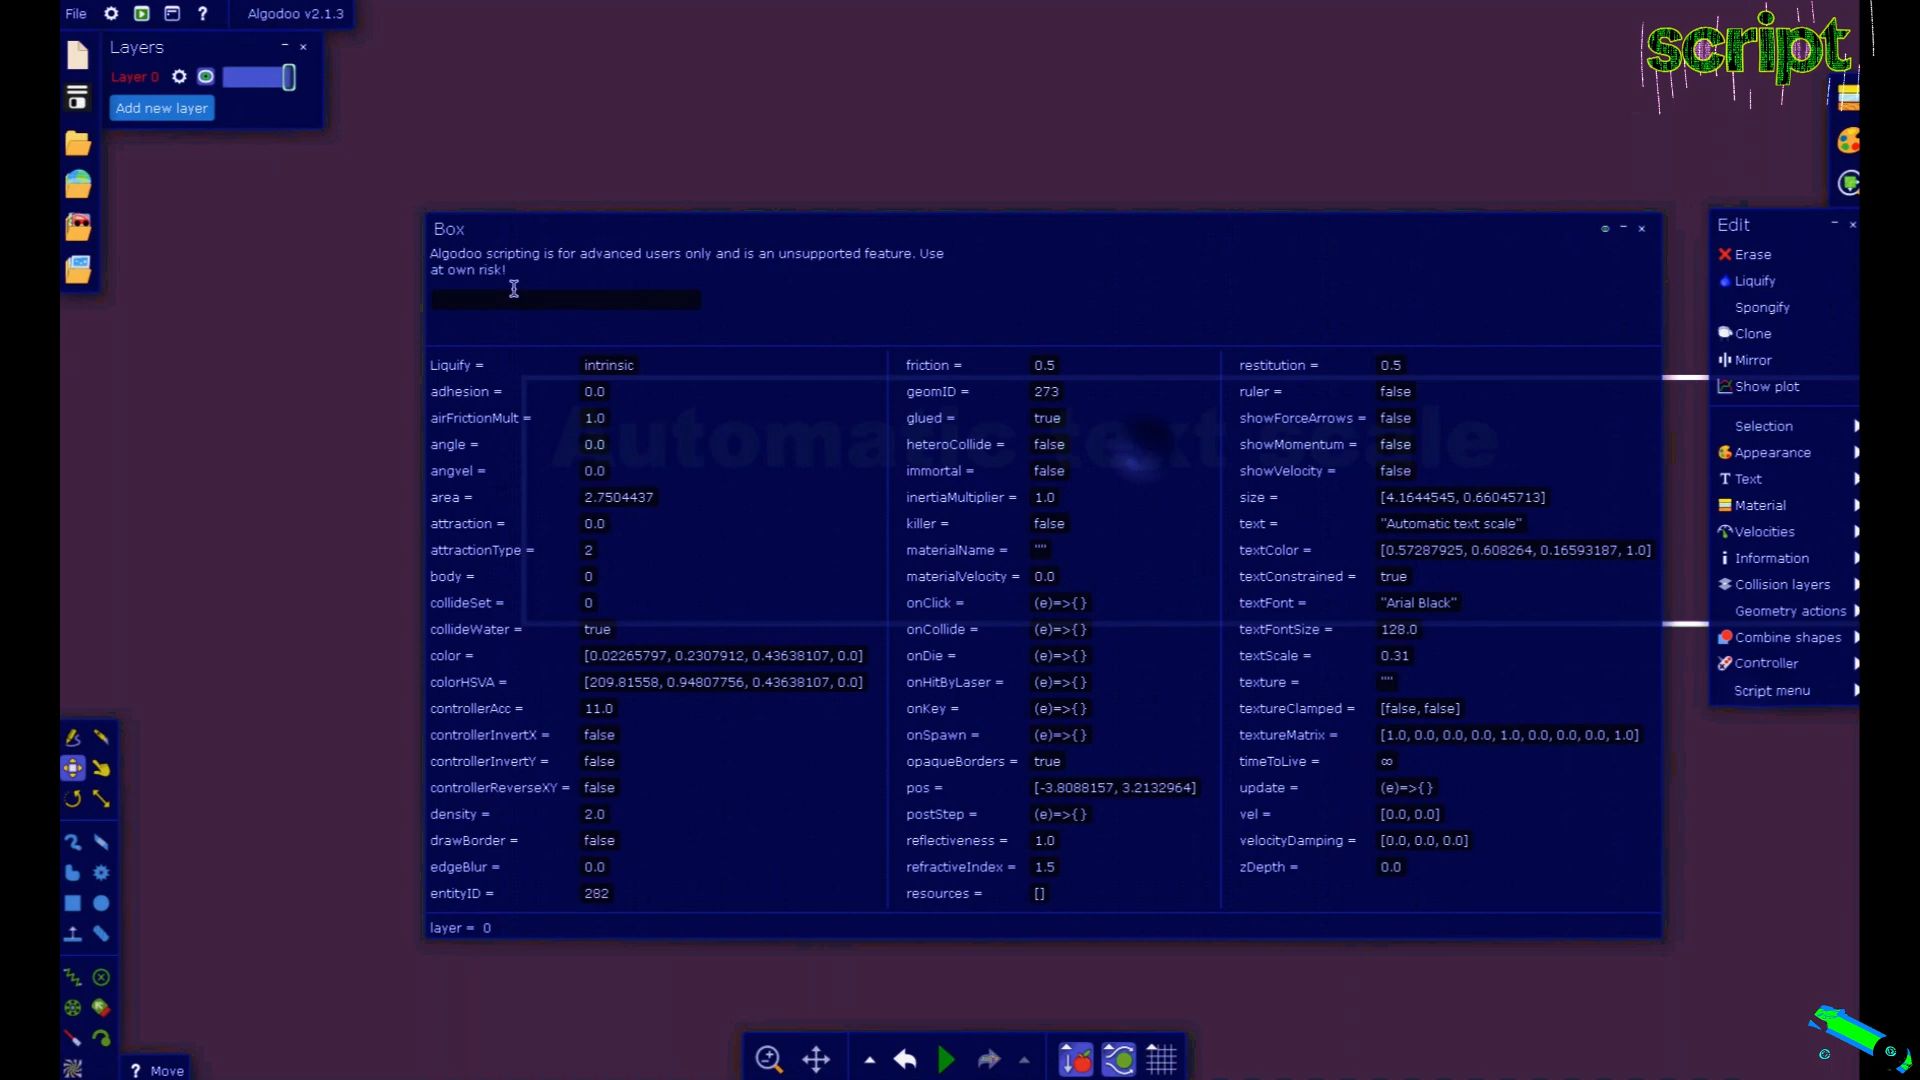 File ? Algodoo v2.1.3
script
Layers
Layer 0
Add new layer
Box
Algodoo scripting is for advanced users only and is an unsupported feature. Use
at own risk!
Liquify = intrinsic
adhesion = 0.0
airFrictionMult = 1.0
angle = 0.0
angvel = 0.0
area = 2.7504437
attraction = 0.0
attractionType = 2
body = 0
collideSet = 0
collideWater = true
color = [0.02265797, 0.2307912, 0.43638107, 0.0]
colorHSVA = [209.81558, 0.94807756, 0.43638107, 0.0]
controllerAcc = 11.0
controllerInvertX = false
controllerInvertY = false
controllerReverseXY = false
density = 2.0
drawBorder = false
edgeBlur = 0.0
entityID = 282
friction = 0.5
geomID = 273
glued = true
heteroCollide = false
immortal = false
inertiaMultiplier = 1.0
killer = false
materialName = ""
materialVelocity = 0.0
onClick = (e)=>{}
onCollide = (e)=>{}
onDie = (e)=>{}
onHitByLaser = (e)=>{}
onKey = (e)=>{}
onSpawn = (e)=>{}
opaqueBorders = true
pos = [-3.8088157, 3.2132964]
postStep = (e)=>{}
reflectiveness = 1.0
refractiveIndex = 1.5
resources = []
restitution = 0.5
ruler = false
showForceArrows = false
showMomentum = false
showVelocity = false
size = [4.1644545, 0.66045713]
text = "Automatic text scale"
textColor = [0.57287925, 0.608264, 0.16593187, 1.0]
textConstrained = true
textFont = "Arial Black"
textFontSize = 128.0
textScale = 0.31
texture = ""
textureClamped = [false, false]
textureMatrix = [1.0, 0.0, 0.0, 0.0, 1.0, 0.0, 0.0, 0.0, 1.0]
timeToLive = ∞
update = (e)=>{}
vel = [0.0, 0.0]
velocityDamping = [0.0, 0.0, 0.0]
zDepth = 0.0
layer = 0
Automatic text scale
Edit
Erase
Liquify
Spongify
Clone
Mirror
Show plot
Selection
Appearance
Text
Material
Velocities
Information
Collision layers
Geometry actions
Combine shapes
Controller
Script menu
? Move